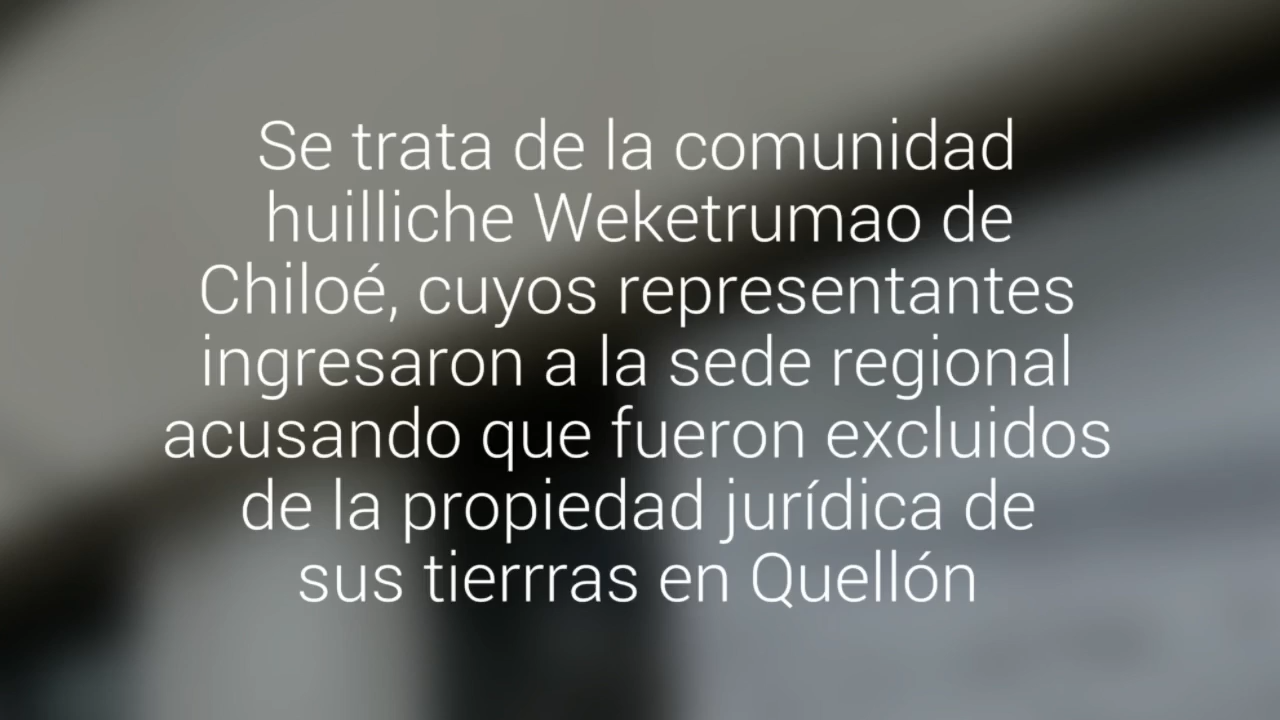 Se trata de la comunidad
huilliche Weketrumao de
Chiloé, cuyos representantes
ingresaron a la sede regional
acusando que fueron excluidos
de la propiedad jurídica de
sus tierrras en Quellón